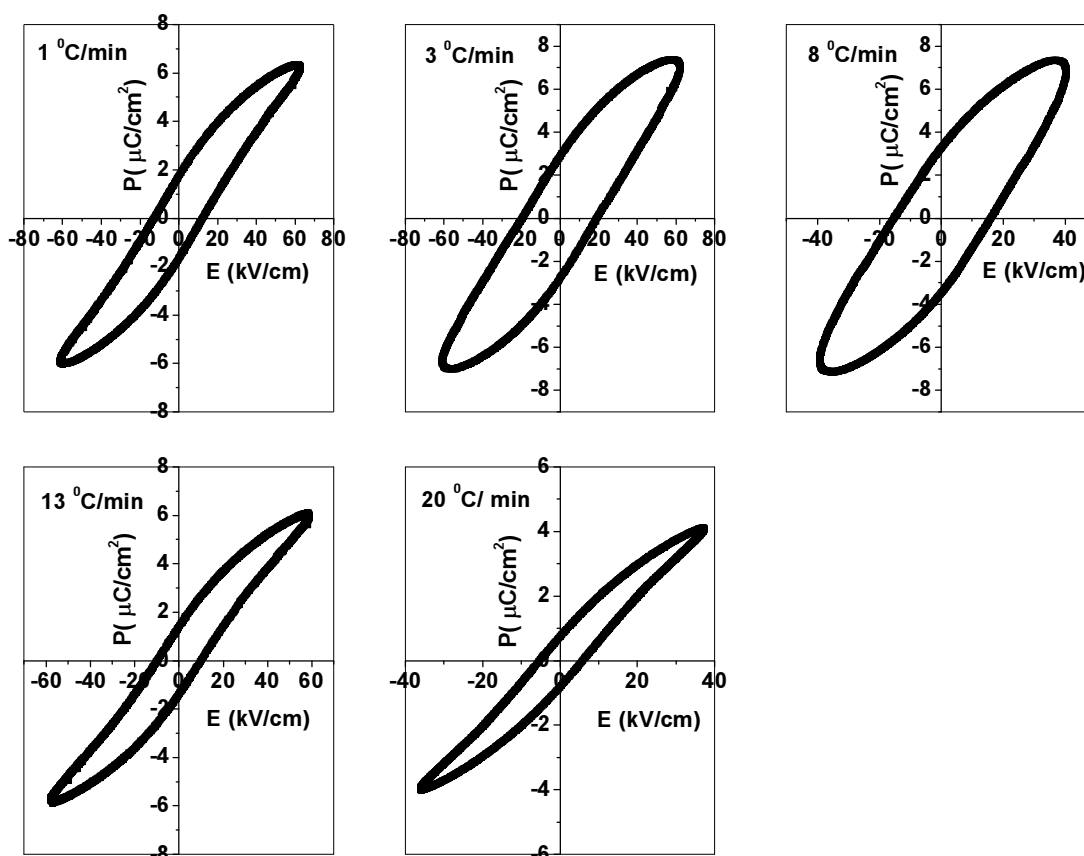 1 ⁰C/min
P( μC/cm²)
8
6
4
2
0
-2
-4
-6
-8
-80 -60 -40 -20 0 20 40 60 80
E (kV/cm)
3 ⁰C/min
P( μC/cm²)
8
6
4
2
0
-2
-4
-6
-8
-80 -60 -40 -20 0 20 40 60 80
E (kV/cm)
8 ⁰C/min
P( μC/cm²)
8
6
4
2
0
-2
-4
-6
-8
-40 -20 0 20 40
E (kV/cm)
13 ⁰C/min
P( μC/cm²)
8
6
4
2
0
-2
-4
-6
-8
-60 -40 -20 0 20 40 60
E (kV/cm)
20 ⁰C/ min
P( μC/cm²)
6
4
2
0
-2
-4
-6
-40 -20 0 20 40
E (kV/cm)